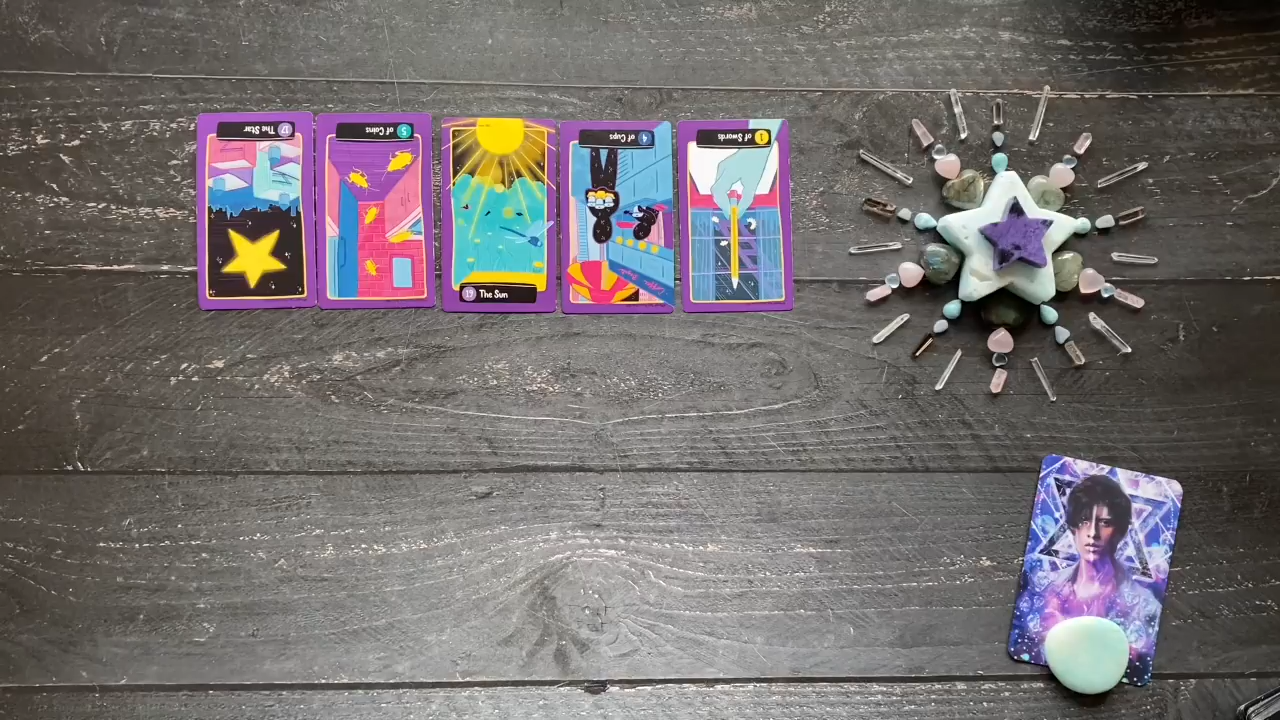 17 The Star
5 of Coins
19 The Sun
4 of Cups
1 of Swords